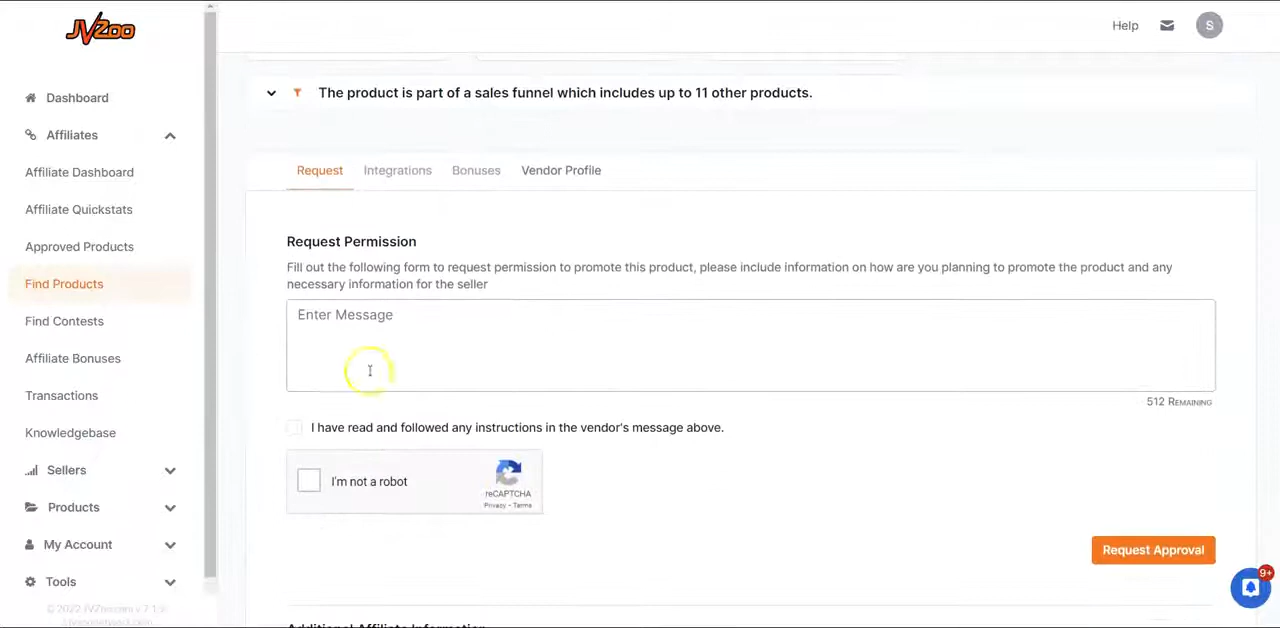 JVZoo
Help
S
Dashboard
Affiliates
Affiliate Dashboard
Affiliate Quickstats
Approved Products
Find Products
Find Contests
Affiliate Bonuses
Transactions
Knowledgebase
Sellers
Products
My Account
Tools
The product is part of a sales funnel which includes up to 11 other products.
Request Integrations Bonuses Vendor Profile
Request Permission
Fill out the following form to request permission to promote this product, please include information on how are you planning to promote the product and any
necessary information for the seller
Enter Message
512 REMAINING
I have read and followed any instructions in the vendor's message above.
I'm not a robot
reCAPTCHA
Privacy - Terms
Request Approval
9+
Additional Affiliate Information